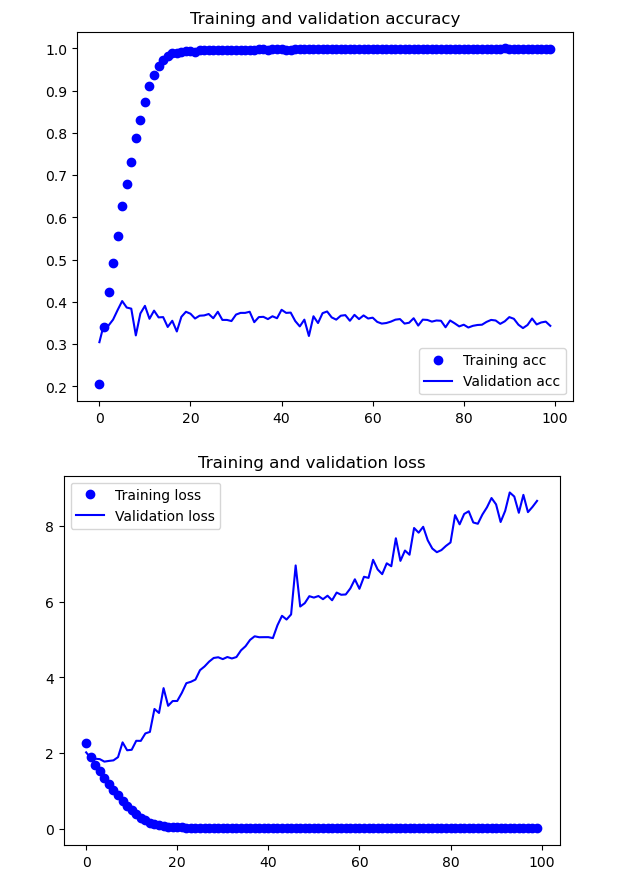 Training and validation accuracy
1.0
0.9
0.8
0.7
0.6
0.5
0.4
0.3
0.2
Training acc
Validation acc
0 20 40 60 80 100
Training and validation loss
Training loss
Validation loss
8
6
4
2
0
0 20 40 60 80 100